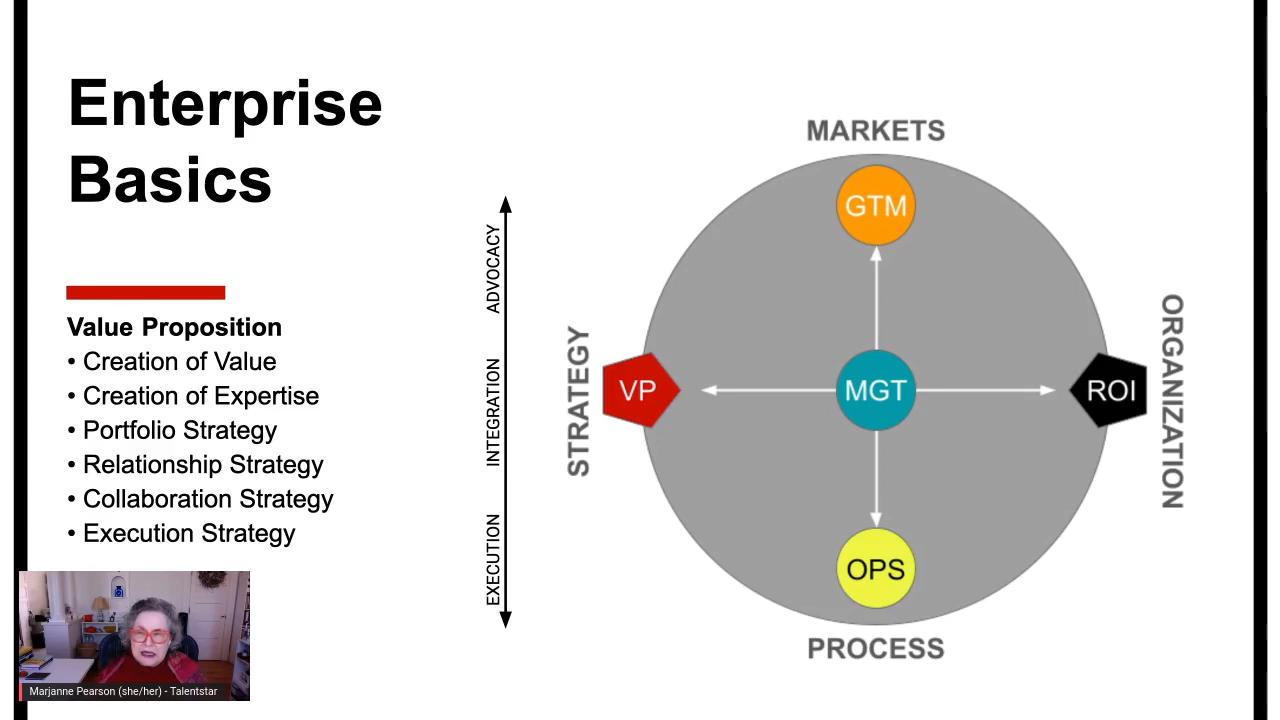 Enterprise
Basics
Value Proposition
• Creation of Value
• Creation of Expertise
• Portfolio Strategy
• Relationship Strategy
• Collaboration Strategy
• Execution Strategy
ADVOCACY
INTEGRATION
EXECUTION
MARKETS
GTM
STRATEGY
VP
MGT
ROI
ORGANIZATION
OPS
PROCESS
Marjanne Pearson (she/her) - Talentstar